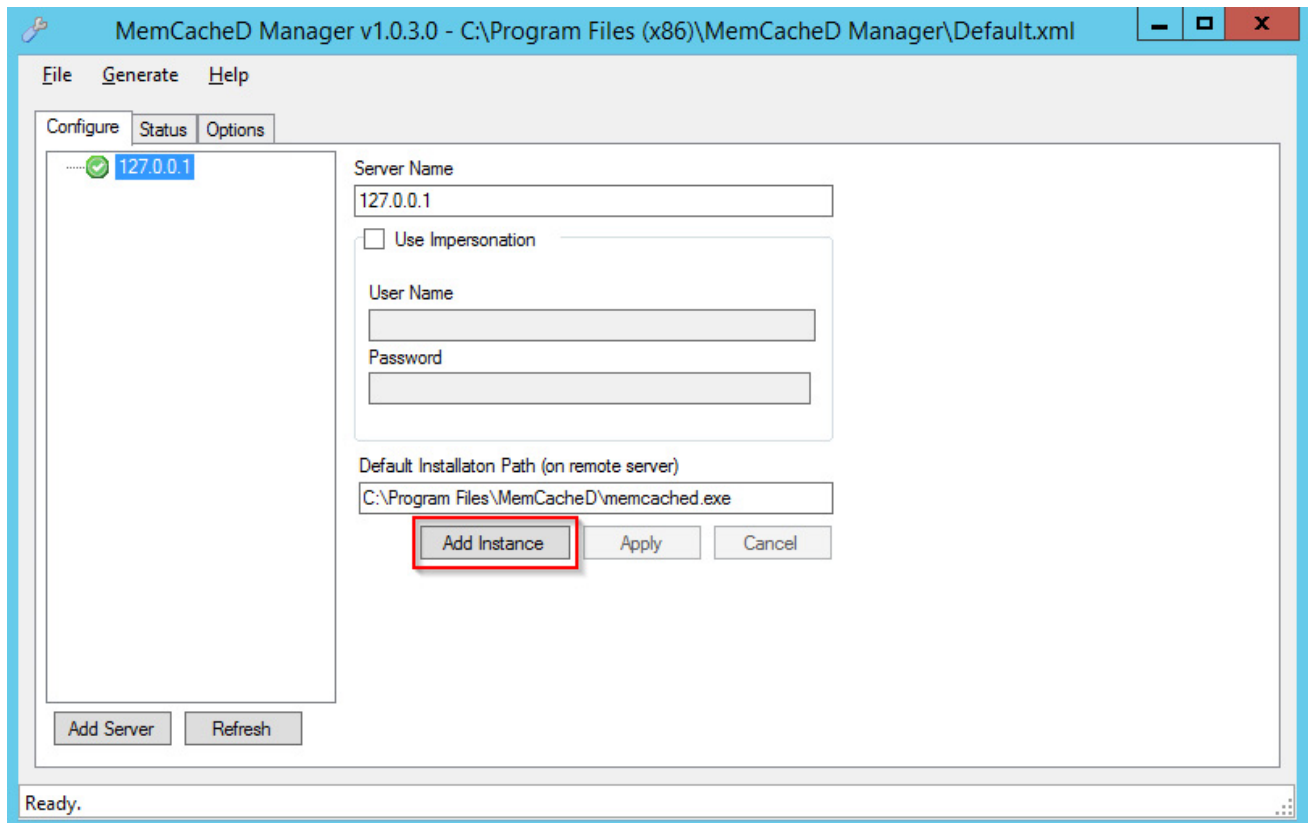 MemCacheD Manager v1.0.3.0 - C:\Program Files (x86)\MemCacheD Manager\Default.xml
File Generate Help
Configure Status Options
127.0.0.1
Server Name
127.0.0.1
Use Impersonation
User Name
Password
Default Installaton Path (on remote server)
C:\Program Files\MemCacheD\memcached.exe
Add Instance Apply Cancel
Add Server Refresh
Ready.